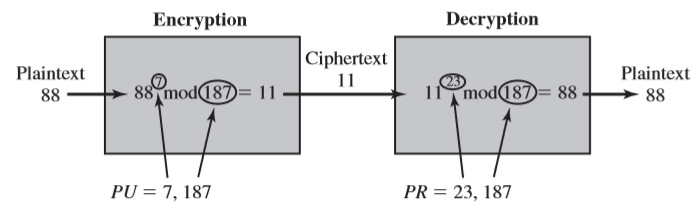 Encryption
Decryption
Plaintext
88
88^7 mod 187 = 11
Ciphertext
11
11^23 mod 187 = 88
Plaintext
88
PU = 7, 187
PR = 23, 187